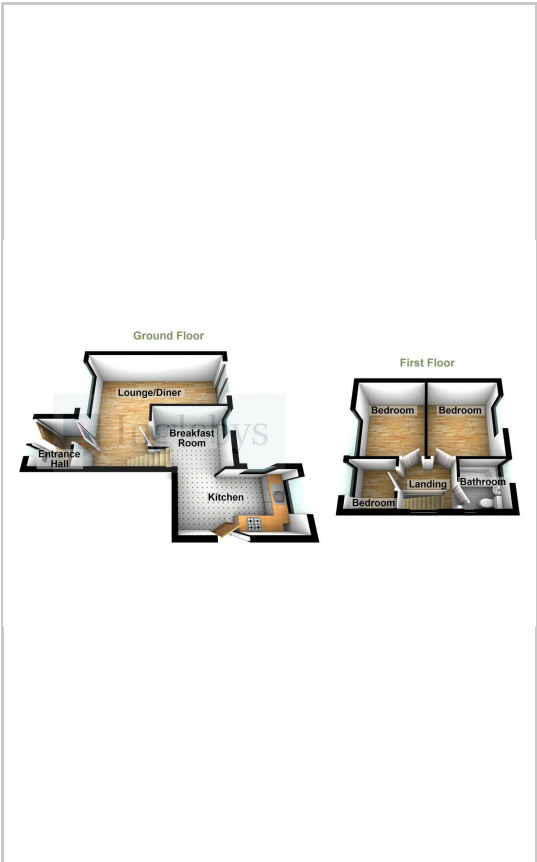 Ground Floor
Lounge/Diner
Breakfast
Room
Entrance
Hall
Kitchen
First Floor
Bedroom
Bedroom
Landing
Bathroom
Bedroom